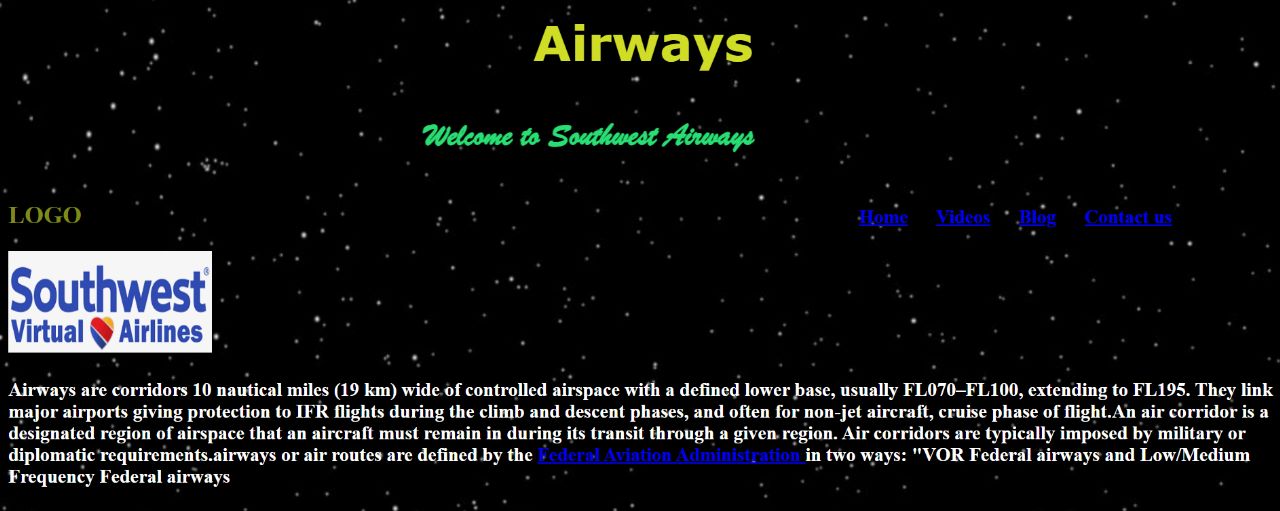 Airways
Welcome to Southwest Airways
LOGO
Home Videos Blog Contact us
Southwest®
Virtual Airlines
Airways are corridors 10 nautical miles (19 km) wide of controlled airspace with a defined lower base, usually FL070–FL100, extending to FL195. They link
major airports giving protection to IFR flights during the climb and descent phases, and often for non-jet aircraft, cruise phase of flight.An air corridor is a
designated region of airspace that an aircraft must remain in during its transit through a given region. Air corridors are typically imposed by military or
diplomatic requirements.airways or air routes are defined by the Federal Aviation Administration in two ways: "VOR Federal airways and Low/Medium
Frequency Federal airways